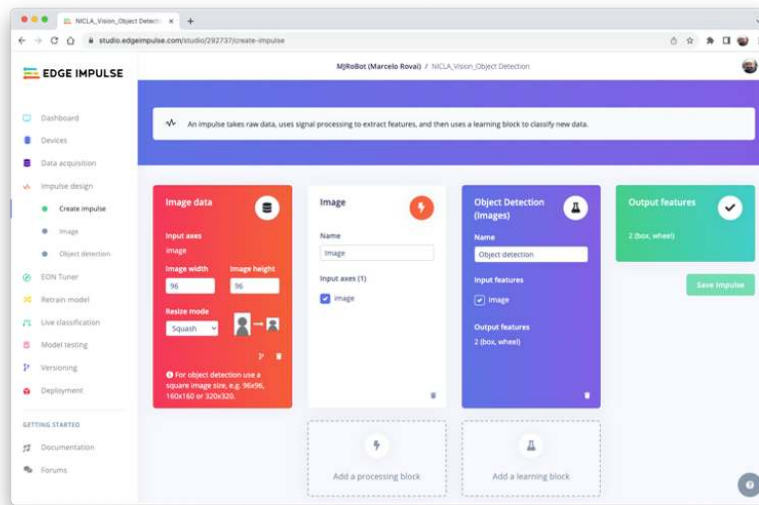 NICLA_Vision_Object Detecti
studio.edgeimpulse.com/studio/292737/create-impulse
EDGE IMPULSE
MJRoBot (Marcelo Rovai) / NICLA_Vision_Object Detection
Dashboard
Devices
Data acquisition
Impulse design
Create impulse
Image
Object detection
EON Tuner
Retrain model
Live classification
Model testing
Versioning
Deployment
GETTING STARTED
Documentation
Forums
An impulse takes raw data, uses signal processing to extract features, and then uses a learning block to classify new data.
Image data
Input axes
image
Image width
Image height
96
96
Resize mode
Squash
For object detection use a
square image size, e.g. 96x96,
160x160 or 320x320.
Image
Name
Image
Input axes (1)
image
Add a processing block
Object Detection
(Images)
Name
Object detection
Input features
Image
Output features
2 (box, wheel)
Add a learning block
Output features
2 (box, wheel)
Save Impulse